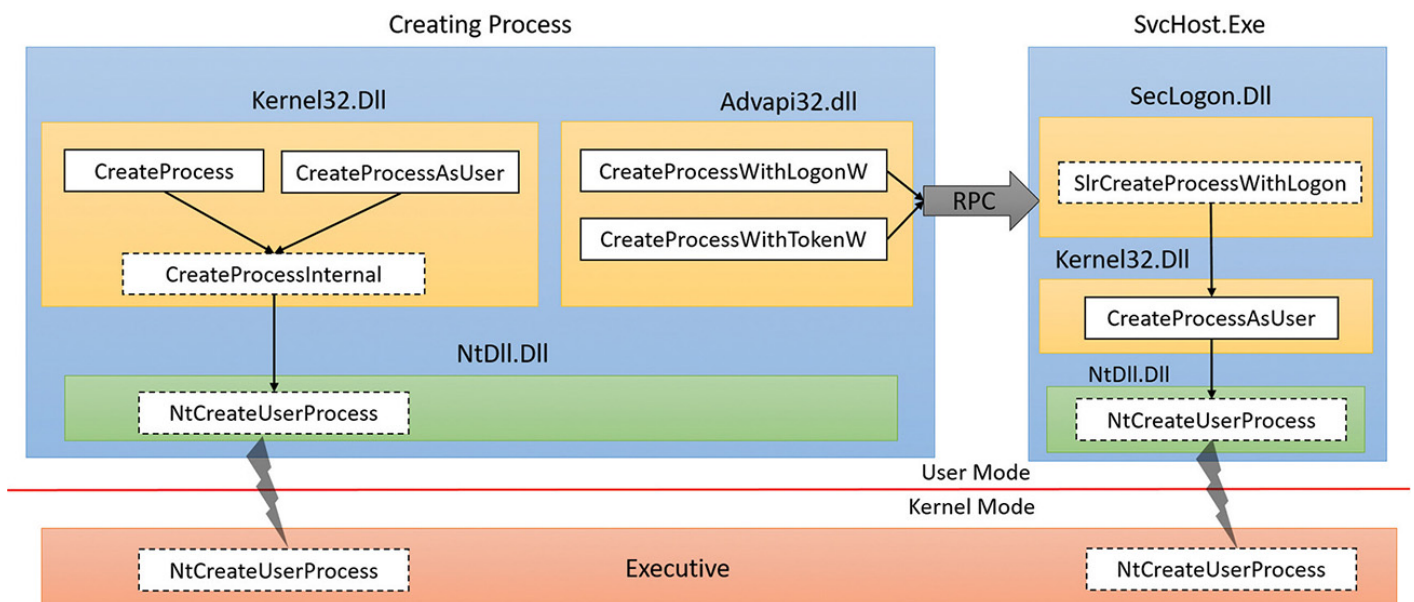 Creating Process
SvcHost.Exe
Kernel32.Dll
Advapi32.dll
SecLogon.Dll
CreateProcess
CreateProcessAsUser
CreateProcessWithLogonW
SlrCreateProcessWithLogon
RPC
CreateProcessWithTokenW
CreateProcessInternal
Kernel32.Dll
CreateProcessAsUser
NtDll.Dll
NtDll.Dll
NtCreateUserProcess
NtCreateUserProcess
User Mode
Kernel Mode
NtCreateUserProcess
Executive
NtCreateUserProcess